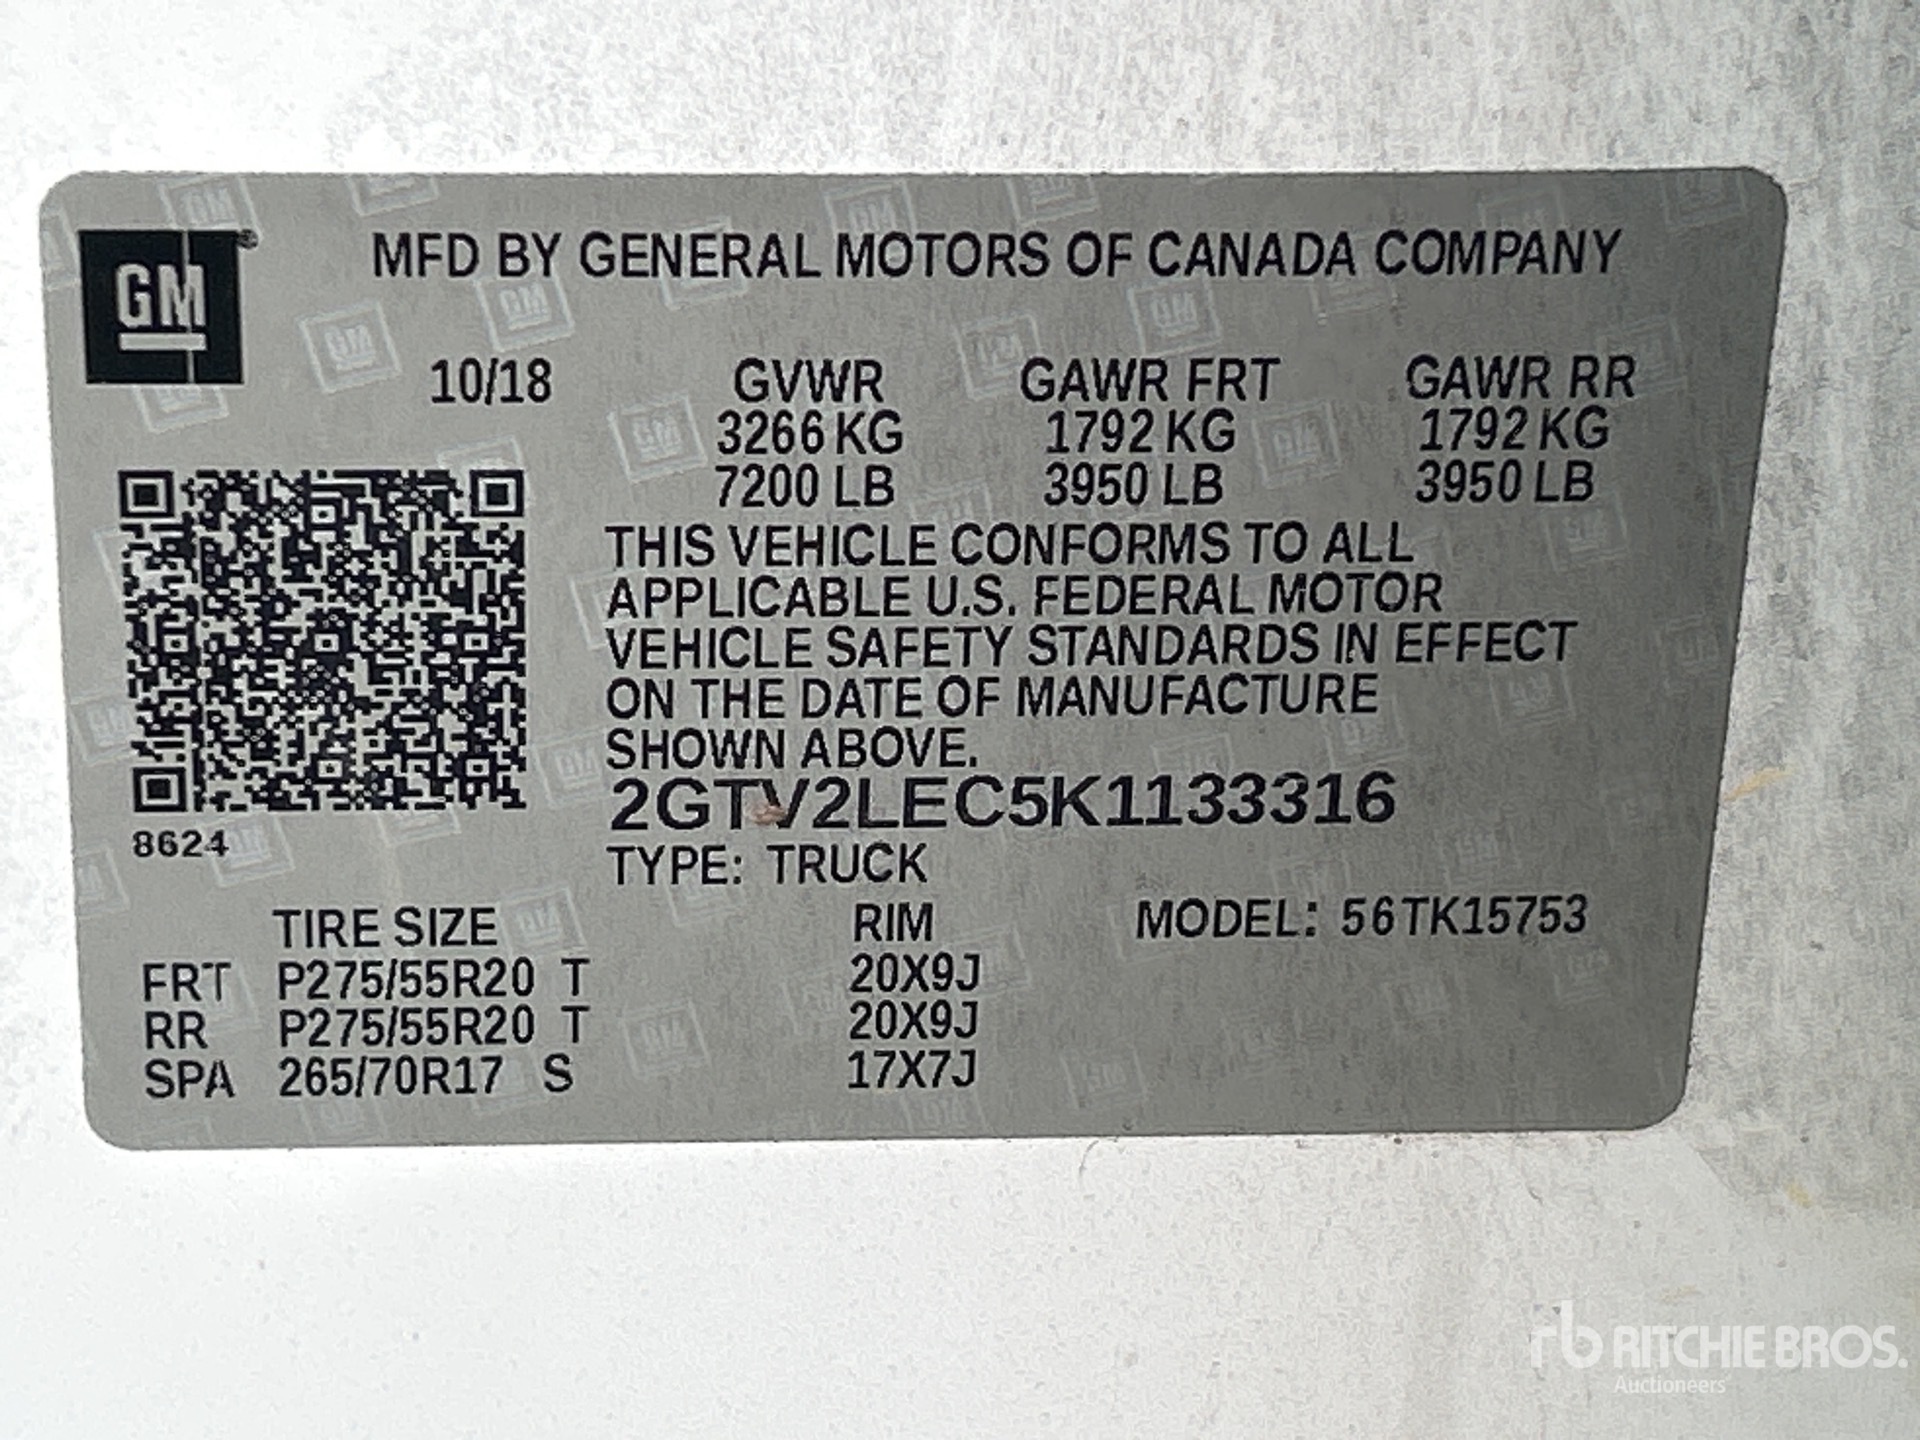 GM
MFD BY GENERAL MOTORS OF CANADA COMPANY
10/18 GVWR GAWR FRT GAWR RR
3266 KG 1792 KG 1792 KG
7200 LB 3950 LB 3950 LB
THIS VEHICLE CONFORMS TO ALL
APPLICABLE U.S. FEDERAL MOTOR
VEHICLE SAFETY STANDARDS IN EFFECT
ON THE DATE OF MANUFACTURE
SHOWN ABOVE.
2GTV2LEC5K1133316
8624
TYPE: TRUCK
TIRE SIZE RIM MODEL: 56TK15753
FRT P275/55R20 T 20X9J
RR P275/55R20 T 20X9J
SPA 265/70R17 S 17X7J
rb RITCHIE BROS.
Auctioneers